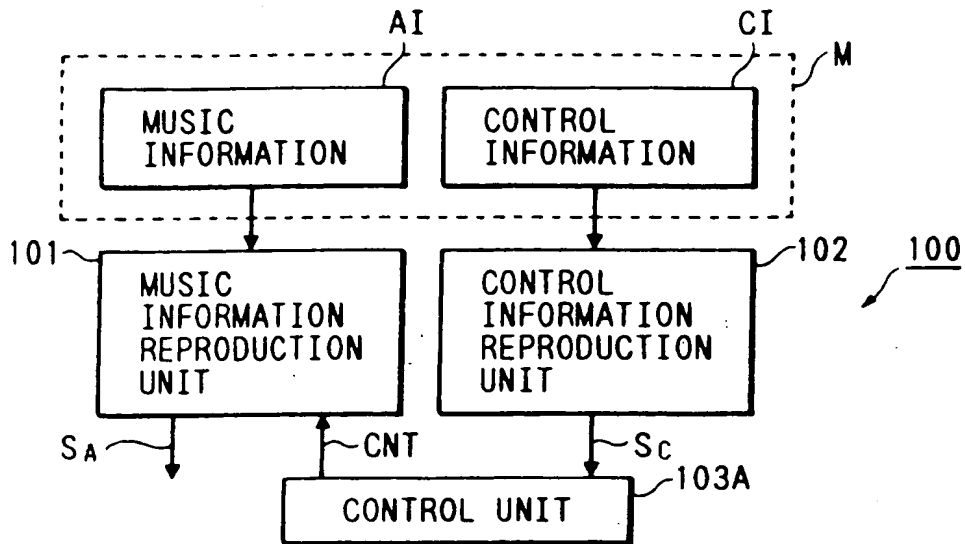 AI
CI
M
MUSIC
INFORMATION
CONTROL
INFORMATION
101
102
100
MUSIC
INFORMATION
REPRODUCTION
UNIT
CONTROL
INFORMATION
REPRODUCTION
UNIT
SA
CNT
SC
103A
CONTROL UNIT